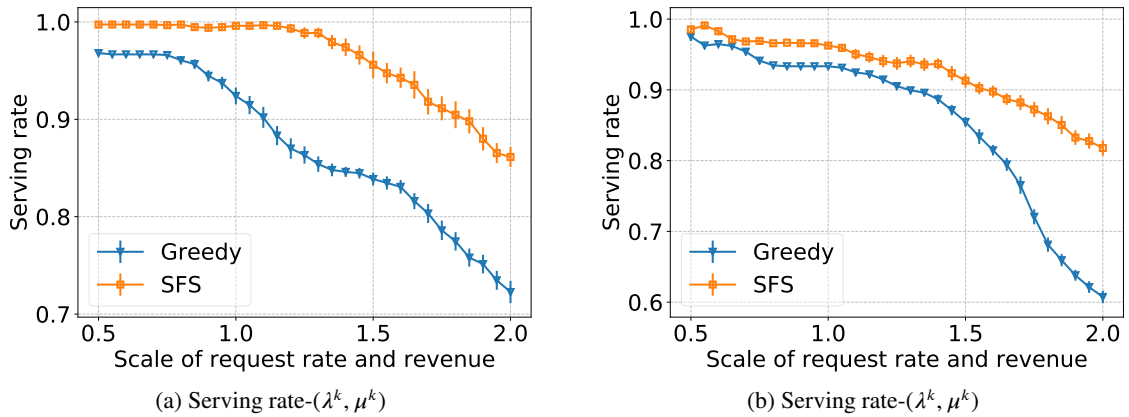 1.0
0.9
0.8
0.7
Serving rate
Greedy
SFS
0.5 1.0 1.5 2.0
Scale of request rate and revenue
(a) Serving rate-(λ^k, μ^k)
1.0
0.9
0.8
0.7
0.6
Serving rate
Greedy
SFS
0.5 1.0 1.5 2.0
Scale of request rate and revenue
(b) Serving rate-(λ^k, μ^k)